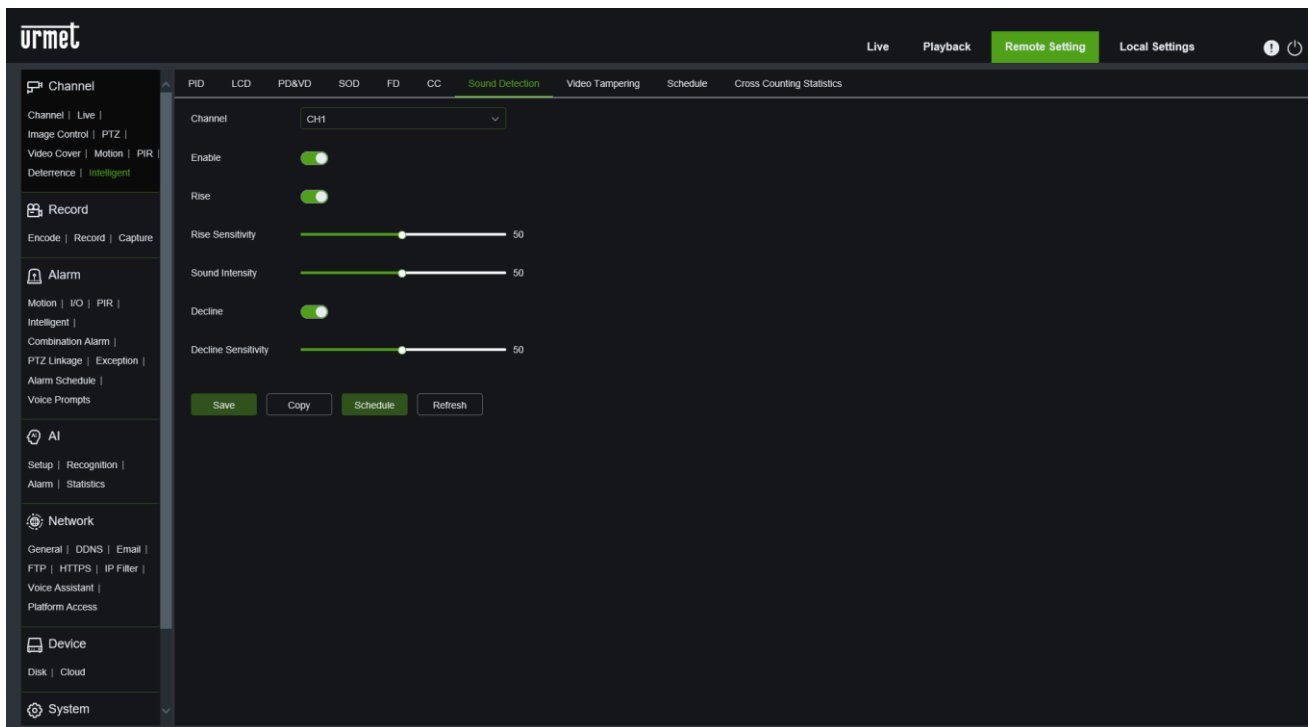 urmet
Live Playback Remote Setting Local Settings
Channel
Channel | Live |
Image Control | PTZ |
Video Cover | Motion | PIR |
Deterrence | Intelligent
Record
Encode | Record | Capture
Alarm
Motion | I/O | PIR |
Intelligent |
Combination Alarm |
PTZ Linkage | Exception |
Alarm Schedule |
Voice Prompts
AI
Setup | Recognition |
Alarm | Statistics
Network
General | DDNS | Email |
FTP | HTTPS | IP Filter |
Voice Assistant |
Platform Access
Device
Disk | Cloud
System
PID LCD PD&VD SOD FD CC Sound Detection Video Tampering Schedule Cross Counting Statistics
Channel CH1
Enable
Rise
Rise Sensitivity 50
Sound Intensity 50
Decline
Decline Sensitivity 50
Save Copy Schedule Refresh